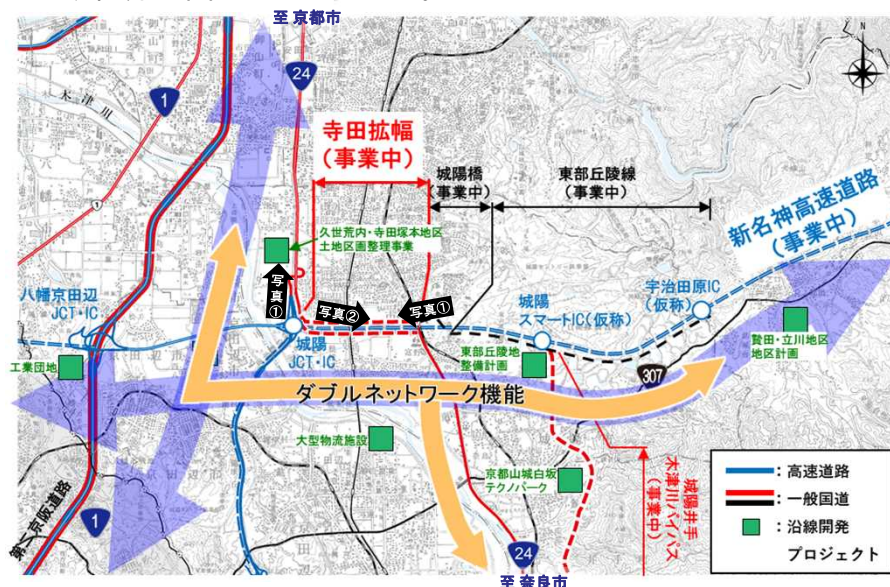 至 京都市
24
1
木津川
寺田拡幅
(事業中)
城陽橋
(事業中)
東部丘陵線
(事業中)
新名神高速道路
(事業中)
久世荒内・寺田塚本地区
土地区画整理事業
写真①
写真②
写真①
八幡京田辺
JCT・IC
城陽
JCT・IC
城陽
スマートIC(仮称)
宇治田原IC
(仮称)
工業団地
東部丘陵地
整備計画
贄田・立川地区
地区計画
307
ダブルネットワーク機能
大型物流施設
京都山城白坂
テクノパーク
城陽井手
木津川バイパス
(事業中)
第二京阪道路
1
24
至 奈良市
:高速道路
:一般国道
:沿線開発
プロジェクト
N